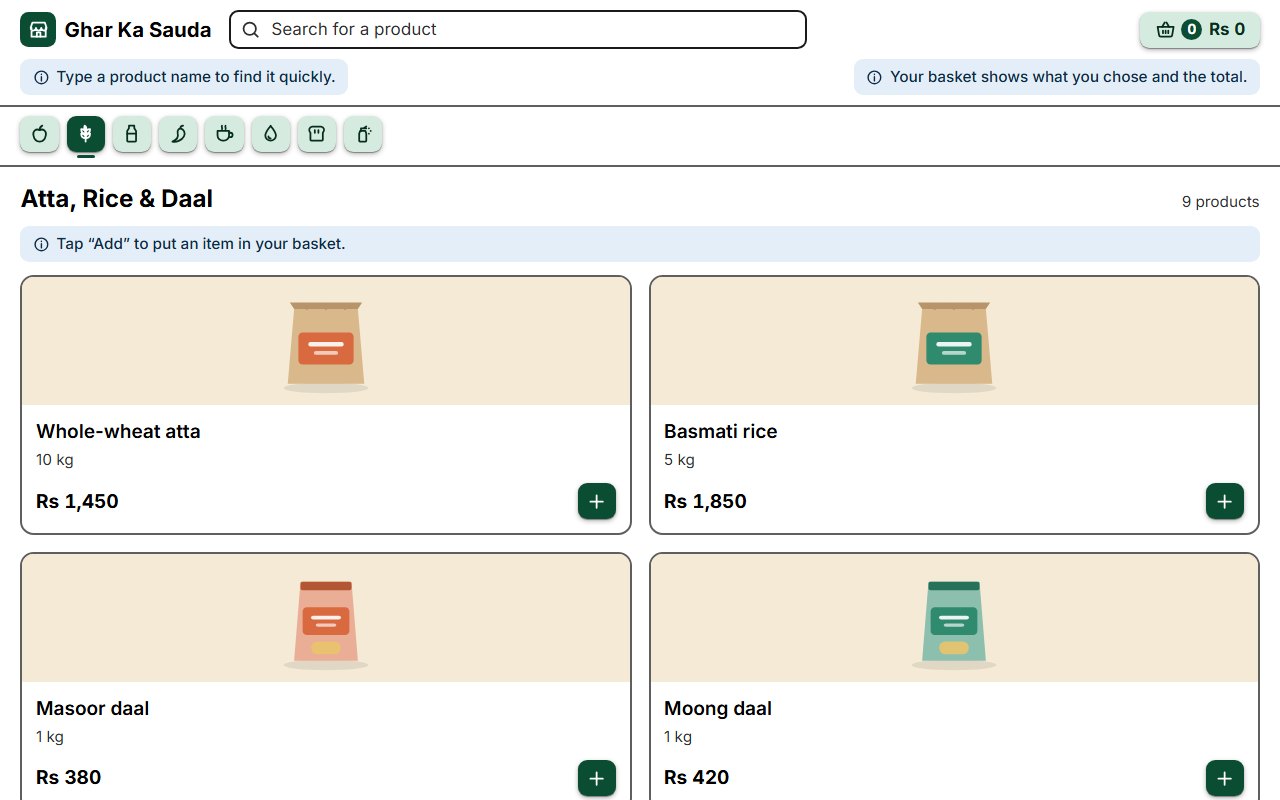 Ghar Ka Sauda
Search for a product
0 Rs 0
Type a product name to find it quickly.
Your basket shows what you chose and the total.
Atta, Rice & Daal
9 products
Tap “Add” to put an item in your basket.
Whole-wheat atta
10 kg
Rs 1,450
Basmati rice
5 kg
Rs 1,850
Masoor daal
1 kg
Rs 380
Moong daal
1 kg
Rs 420